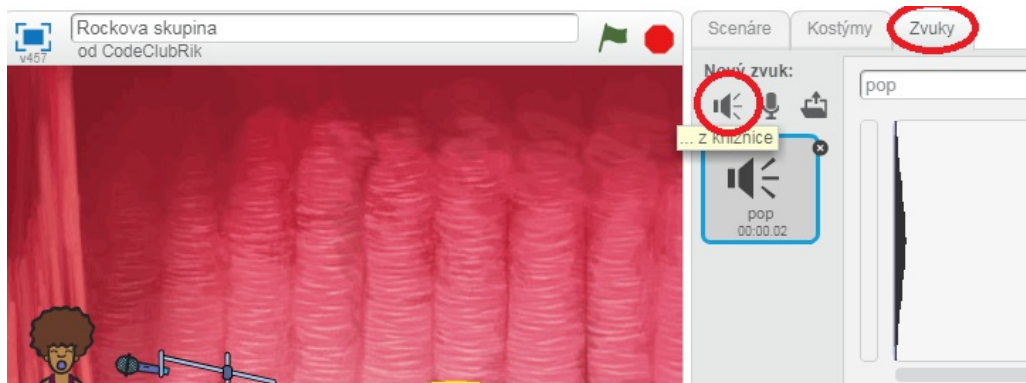 Rockova skupina
od CodeClubRik
v457
Scenáre
Kostýmy
Zvuky
Nový zvuk:
... z knižnice
pop
00:00.02
pop